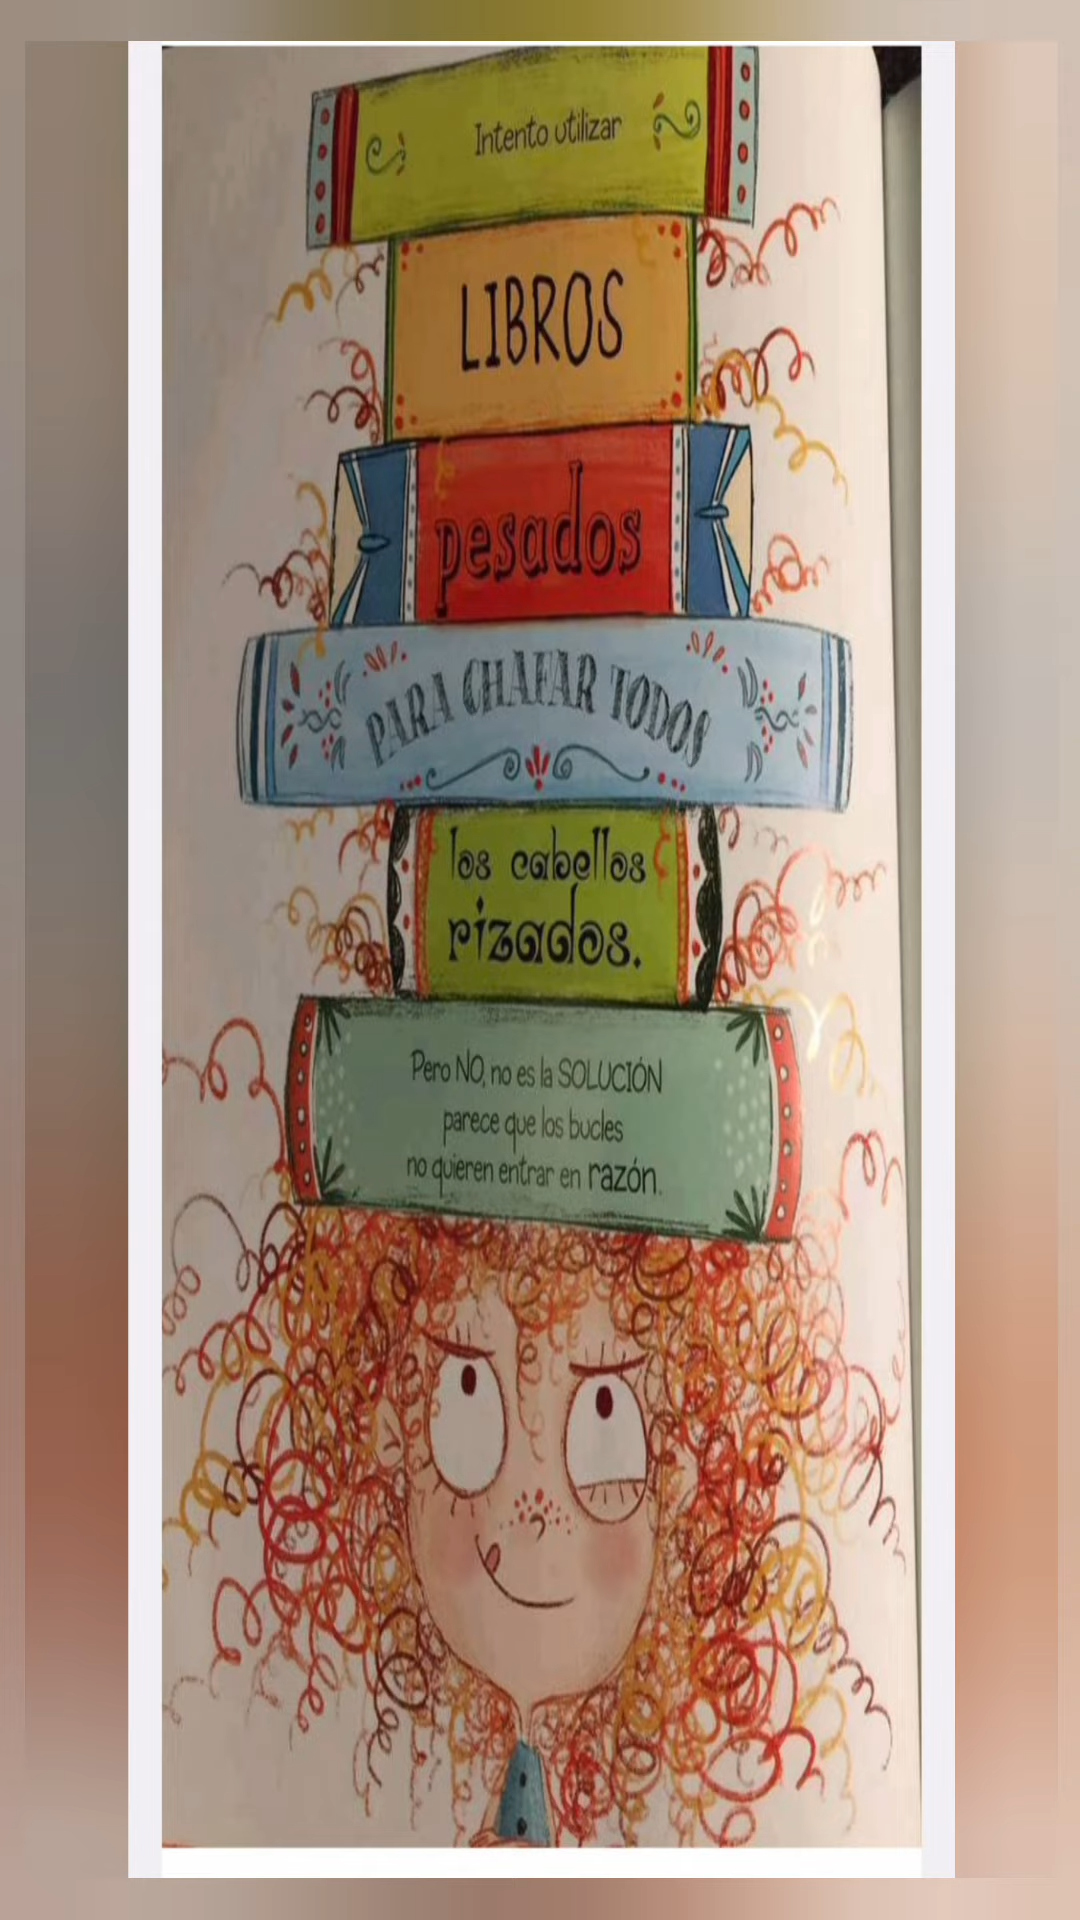 Intento utilizar
LIBROS
pesados
PARA CHAFAR TODOS
los cabellos
rizados.
Pero NO, no es la SOLUCIÓN
parece que los bucles
no quieren entrar en razón.